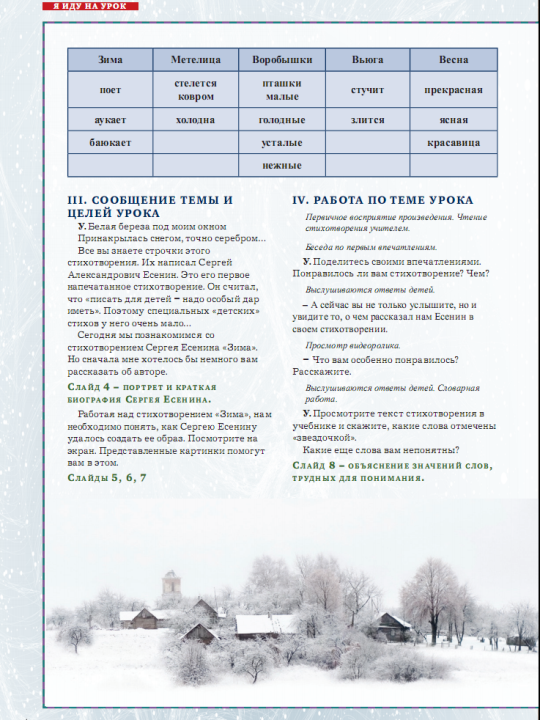 Я ИДУ НА УРОК
Зима Метелица Воробышки Вьюга Весна
поет стелется ковром пташки малые стучит прекрасная
аукает холодна голодные злится ясная
баюкает усталые красавица
нежные
III. СООБЩЕНИЕ ТЕМЫ И
ЦЕЛЕЙ УРОКА
У. Белая береза под моим окном
Принакрылась снегом, точно серебром...
Все вы знаете строчки этого
стихотворения. Их написал Сергей
Александрович Есенин. Это его первое
напечатанное стихотворение. Он считал,
что «писать для детей – надо особый дар
иметь». Поэтому специальных «детских»
стихов у него очень мало...
Сегодня мы познакомимся со
стихотворением Сергея Есенина «Зима».
Но сначала мне хотелось бы немного вам
рассказать об авторе.
Слайд 4 – портрет и краткая
биография Сергея Есенина.
Работая над стихотворением «Зима», нам
необходимо понять, как Сергею Есенину
удалось создать ее образ. Посмотрите на
экран. Представленные картинки помогут
вам в этом.
Слайды 5, 6, 7
IV. РАБОТА ПО ТЕМЕ УРОКА
Первичное восприятие произведения. Чтение
стихотворения учителем.
Беседа по первым впечатлениям.
У. Поделитесь своими впечатлениями.
Понравилось ли вам стихотворение? Чем?
Выслушиваются ответы детей.
– А сейчас вы не только услышите, но и
увидите то, о чем рассказал нам Есенин в
своем стихотворении.
Просмотр видеоролика.
– Что вам особенно понравилось?
Расскажите.
Выслушиваются ответы детей. Словарная
работа.
У. Просмотрите текст стихотворения в
учебнике и скажите, какие слова отмечены
«звездочкой».
Какие еще слова вам непонятны?
Слайд 8 – объяснение значений слов,
трудных для понимания.